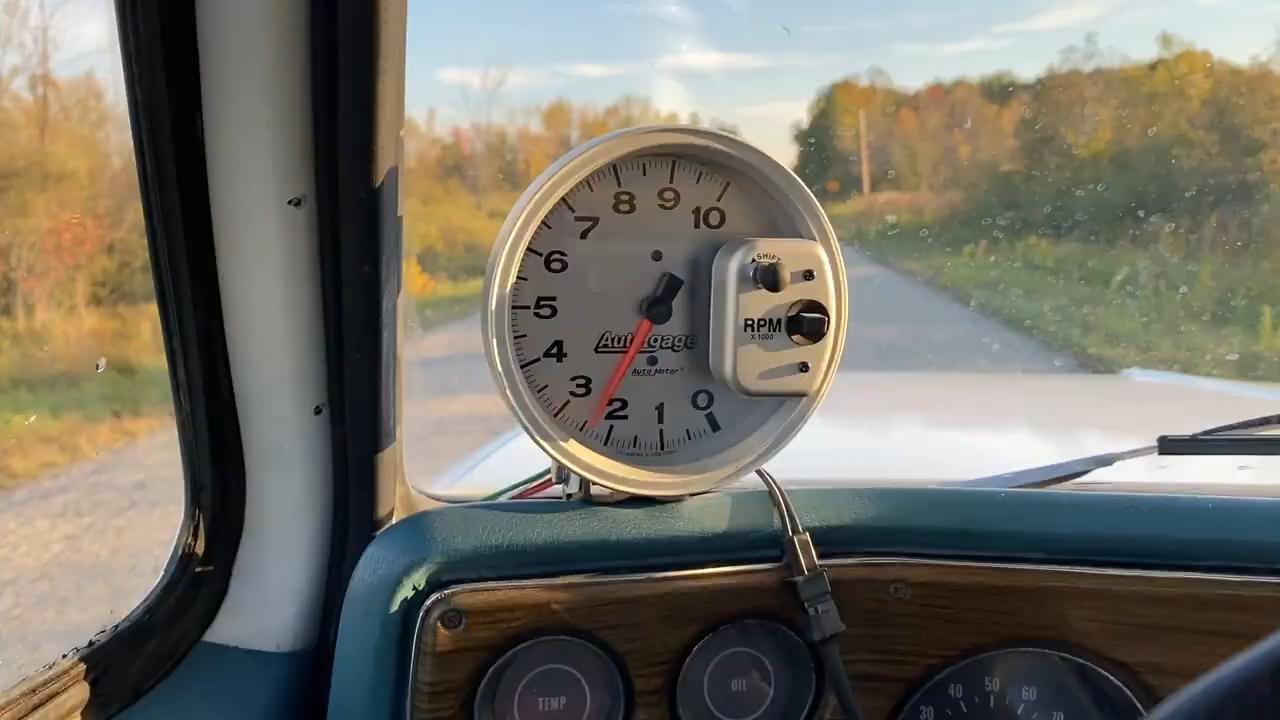 8 9 10
7
6
5
4
3
2 1 0
SHIFT
RPM
X 1000
AutoGage
Auto Meter
TEMP
OIL
30 40 50 60 70